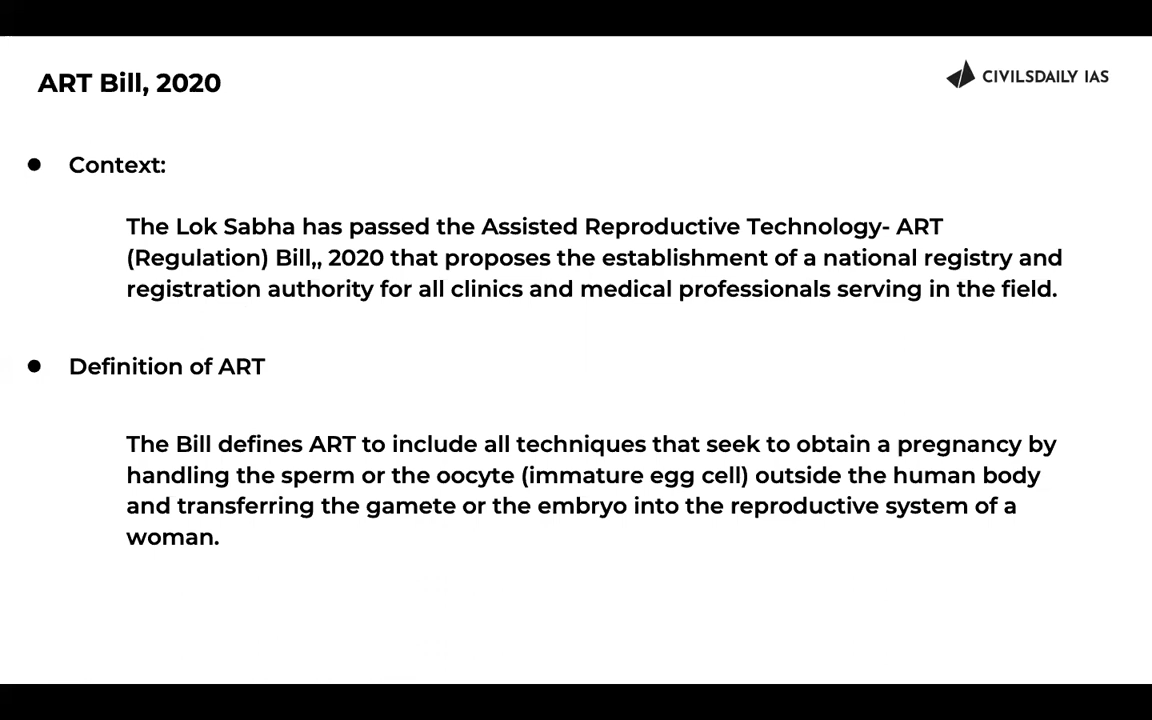 ART Bill, 2020
CIVILSDAILY IAS
● Context:
The Lok Sabha has passed the Assisted Reproductive Technology- ART
(Regulation) Bill,, 2020 that proposes the establishment of a national registry and
registration authority for all clinics and medical professionals serving in the field.
● Definition of ART
The Bill defines ART to include all techniques that seek to obtain a pregnancy by
handling the sperm or the oocyte (immature egg cell) outside the human body
and transferring the gamete or the embryo into the reproductive system of a
woman.